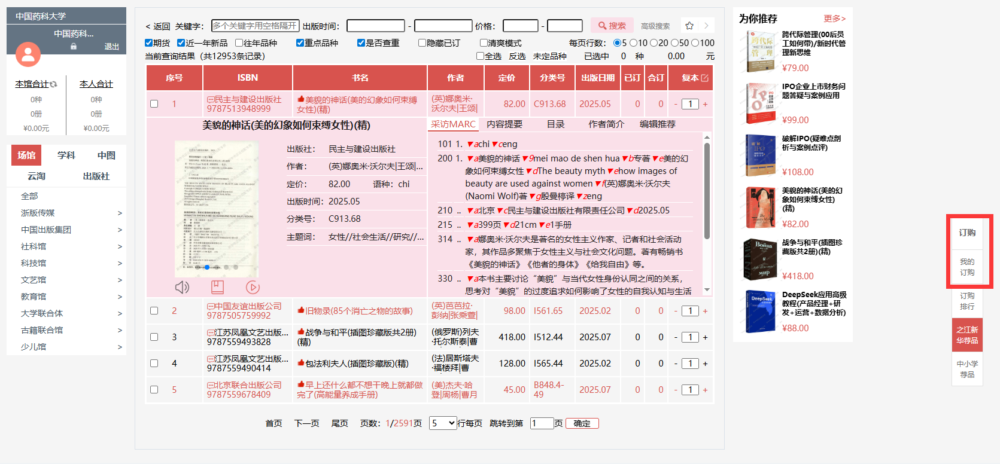 中国药科大学
中国药科...
退出
本馆合计 本人合计
0种 0种
0册 0册
¥0.00元 ¥0.00元
场馆 学科 中图
云淘 出版社
全部
浙版传媒 >
中国出版集团 >
社科馆 >
科技馆 >
文艺馆 >
教育馆 >
大学联合体 >
古籍联合馆 >
少儿馆 >
< 返回 关键字： 多个关键字用空格隔开 出版时间： - 价格： - 搜索 高级搜索
期货 近一年新品 往年品种 重点品种 是否查重 隐藏已订 清爽模式 每页行数： 5 10 20 50 100
当前查询结果（共12953条记录） 全选 反选 未定品种 已选中 0 种 0.00 元
序号 ISBN 书名 作者 定价 分类号 出版日期 已订 合订 复本
1 民主与建设出版社 9787513948999 美貌的神话(美的幻象如何束缚女性)(精) (英)娜奥米·沃尔夫|王颂| 82.00 C913.68 2025.05 0 0 - 1 +
美貌的神话(美的幻象如何束缚女性)(精)
出版社： 民主与建设出版社
作者： (英)娜奥米·沃尔夫|王颂|...
定价： 82.00 语种： chi
出版时间： 2025.05
分类号： C913.68
主题词： 女性//社会生活//研究//...
采访MARC 内容提要 目录 作者简介 编辑推荐
101 1. ▼achi▼ceng
200 1. ▼a美貌的神话▼9mei mao de shen hua▼b专著▼e美的幻
象如何束缚女性▼dThe beauty myth▼ehow images of
beauty are used against women▼f(英)娜奥米·沃尔夫
(Naomi Wolf)著▼g殷曼楟译▼zeng
210 .. ▼a北京▼c民主与建设出版社有限责任公司▼d2025.05
215 .. ▼a399页▼d21cm▼e1手册
314 .. ▼a娜奥米·沃尔夫是著名的女性主义作家、记者和社会活动
家，其作品多聚焦于女性主义与社会文化问题。著有畅销书
《美貌的神话》《他者的身体》《给我自由》等。
330 .. ▼a本书主要讨论“美貌”与当代女性身份认同之间的关系，
思考对“美貌”的过度追求如何影响了女性的自我认知与生活
2 中国友谊出版公司 9787505759992 旧物录(85个消亡之物的故事) (英)芭芭拉·彭纳|张乘萱| 98.00 I561.65 2025.02 0 0 - 1 +
3 江苏凤凰文艺出版... 9787559493828 战争与和平(插图珍藏版共2册)(精) (俄罗斯)列夫·托尔斯泰|曹 418.00 I512.44 2025.07 0 0 - 1 +
4 江苏凤凰文艺出版... 9787559490414 包法利夫人(插图珍藏版)(精) (法)居斯塔夫·福楼拜|曹 128.00 I565.44 2025.02 0 0 - 1 +
5 北京联合出版公司 9787559678409 早上还什么都不想干晚上就都做完了(高能量养成手册) (美)杰夫·哈登|周杨|曹月 45.00 B848.4-49 2025.07 0 0 - 1 +
首页 下一页 尾页 页数： 1/2591页 5 行每页 跳转到第 1 页 确定
为你推荐 更多>
跨代际管理(00后员
工如何带)/新时代管
理新思维
¥79.00
IPO企业上市财务问
题答疑与案例应用
¥99.00
破解IPO(疑难点剖
析与案例点评)
¥108.00
美貌的神话(美的幻
象如何束缚女性)
(精)
¥82.00
战争与和平(插图珍
藏版共2册)(精)
¥418.00
DeepSeek应用高级
教程(产品经理+研
发+运营+数据分析)
¥88.00
订购
我的
订购
订购
排行
之江新
华荐品
中小学
荐品